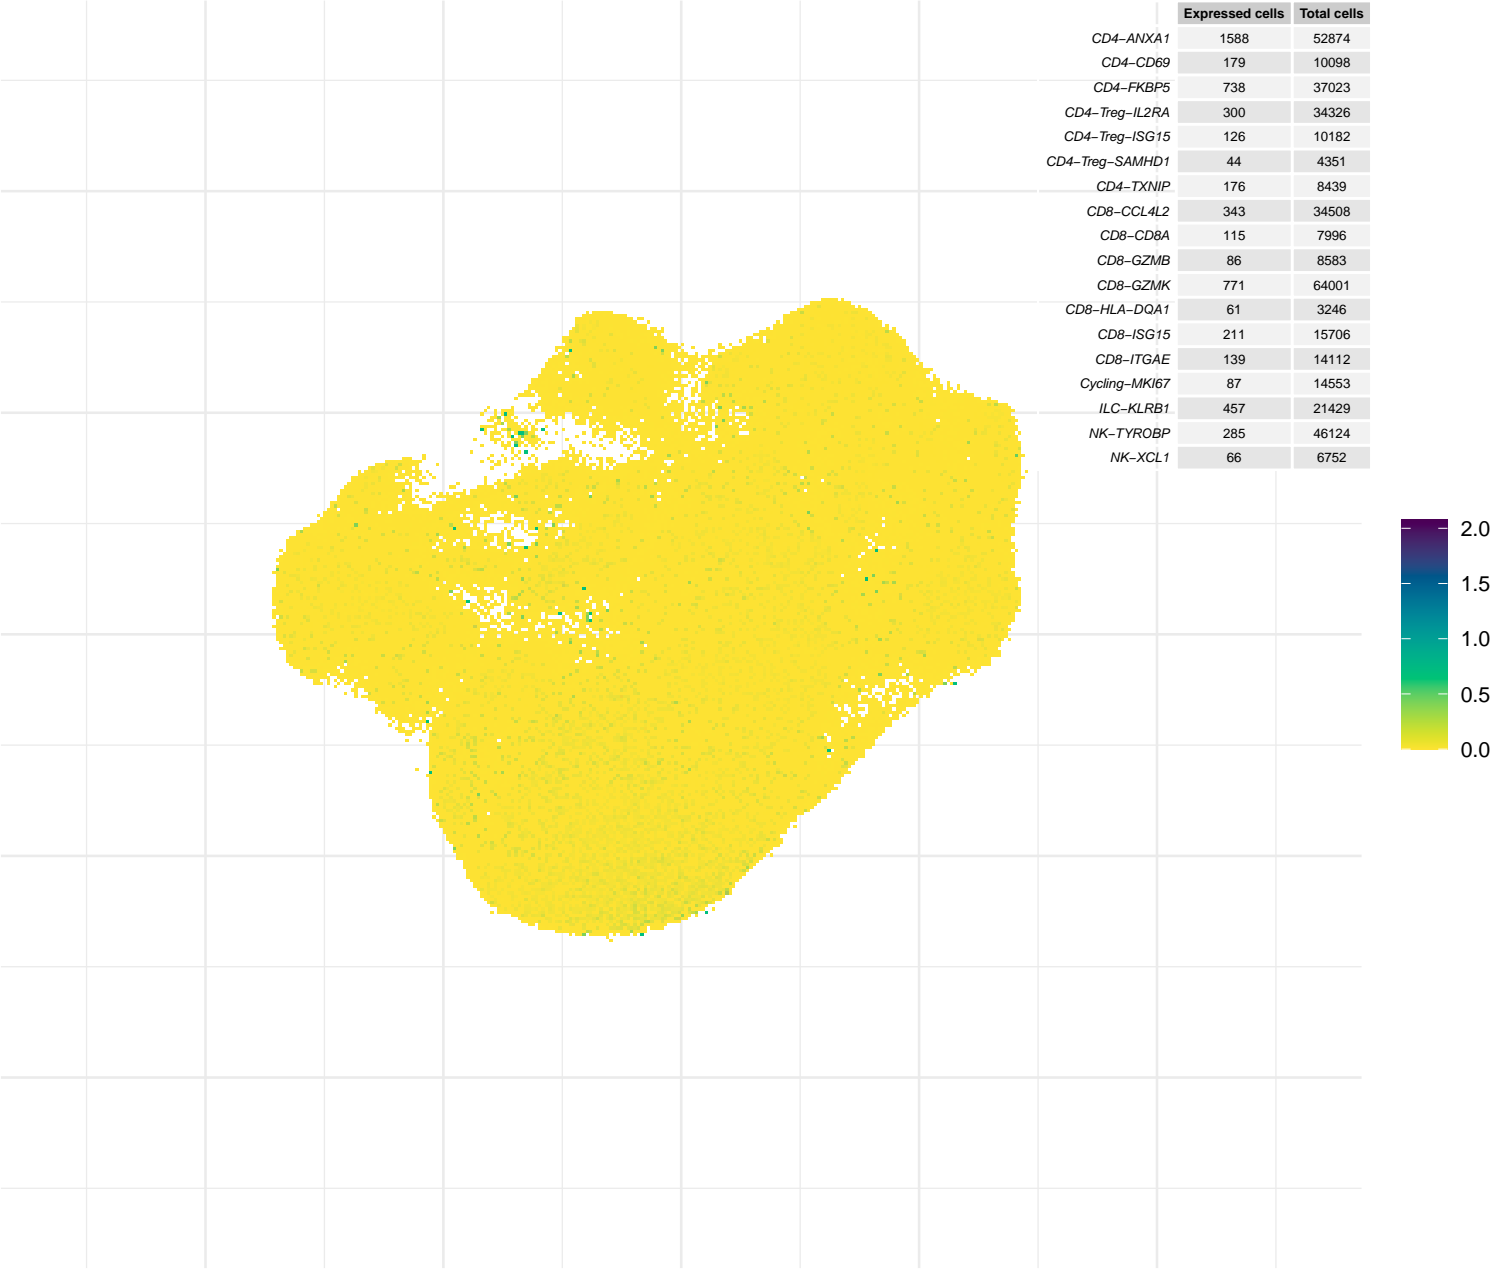 Expressed cells Total cells
CD4−ANXA1 1588 52874
CD4−CD69 179 10098
CD4−FKBP5 738 37023
CD4−Treg−IL2RA 300 34326
CD4−Treg−ISG15 126 10182
CD4−Treg−SAMHD1 44 4351
CD4−TXNIP 176 8439
CD8−CCL4L2 343 34508
CD8−CD8A 115 7996
CD8−GZMB 86 8583
CD8−GZMK 771 64001
CD8−HLA−DQA1 61 3246
CD8−ISG15 211 15706
CD8−ITGAE 139 14112
Cycling−MKI67 87 14553
ILC−KLRB1 457 21429
NK−TYROBP 285 46124
NK−XCL1 66 6752
2.0
1.5
1.0
0.5
0.0